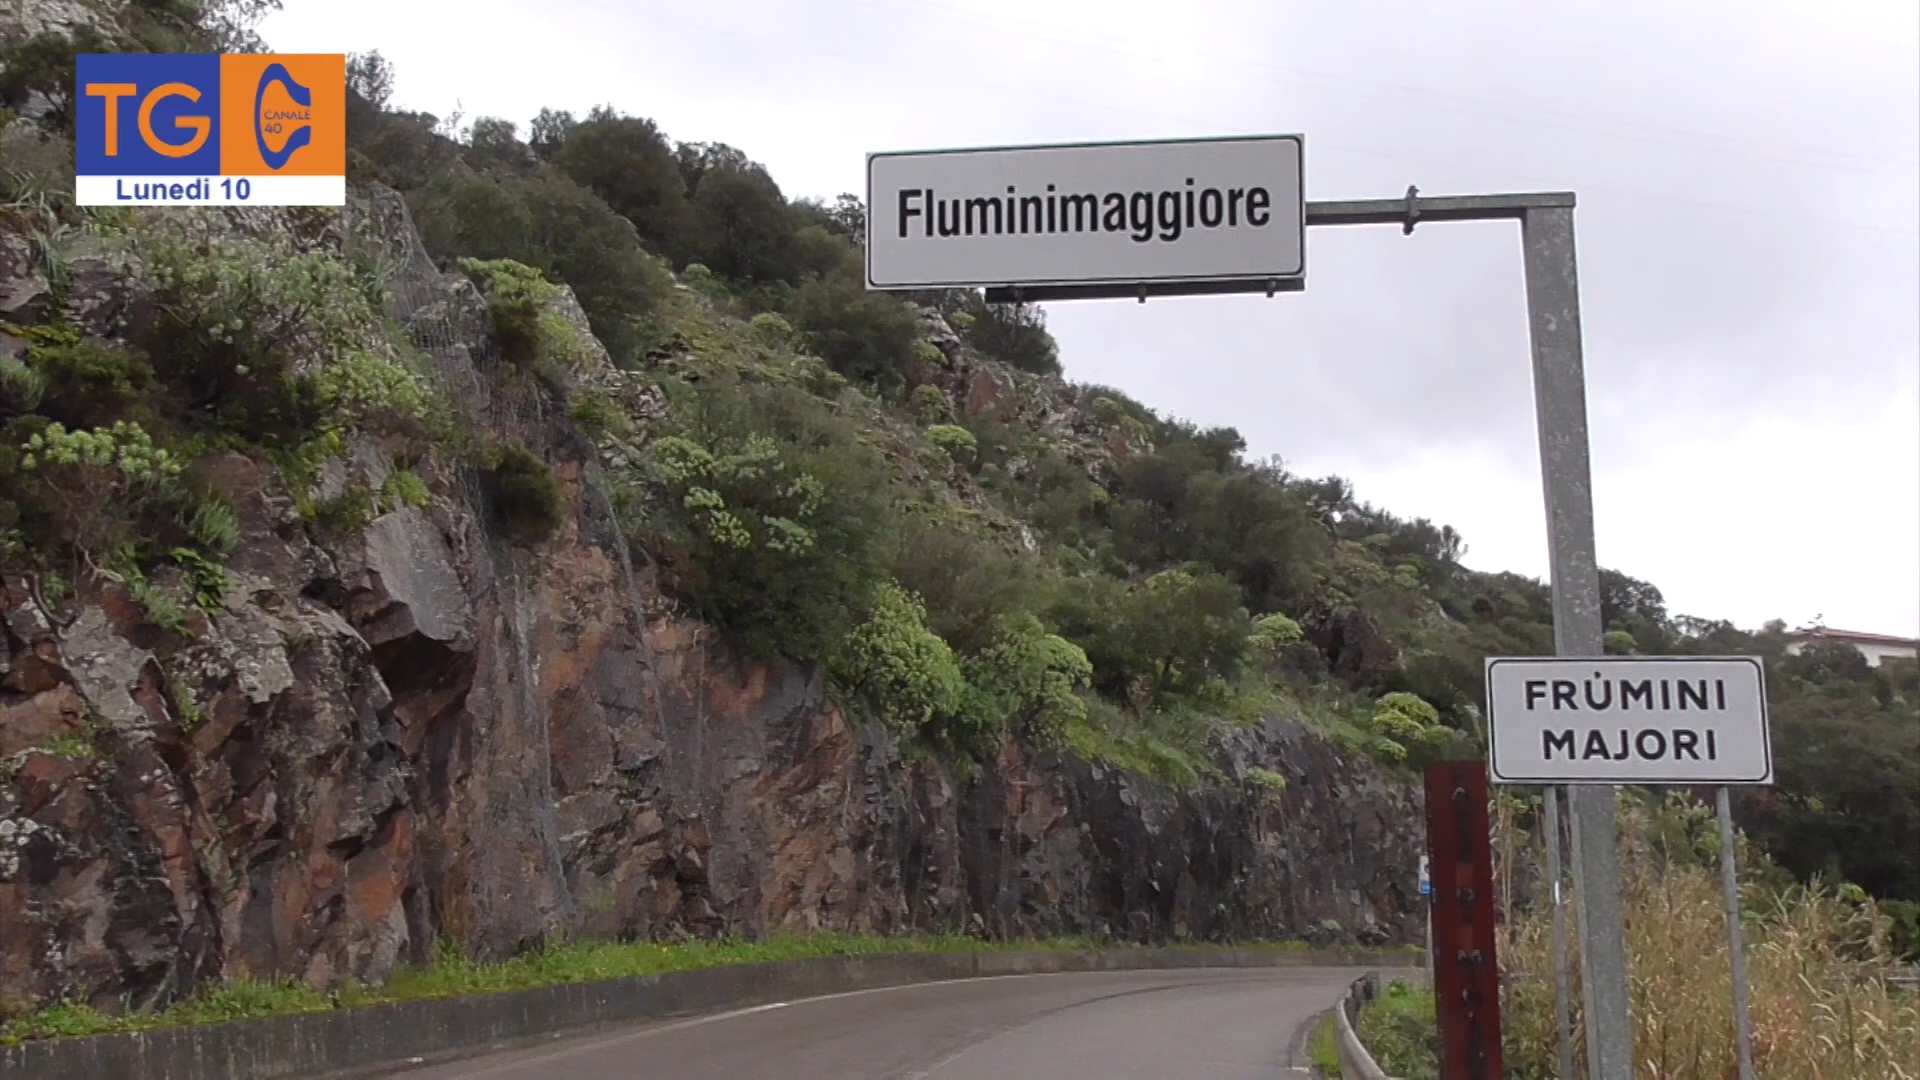 TG
CANALE
40
Lunedì 10
Fluminimaggiore
FRÙMINI
MAJORI